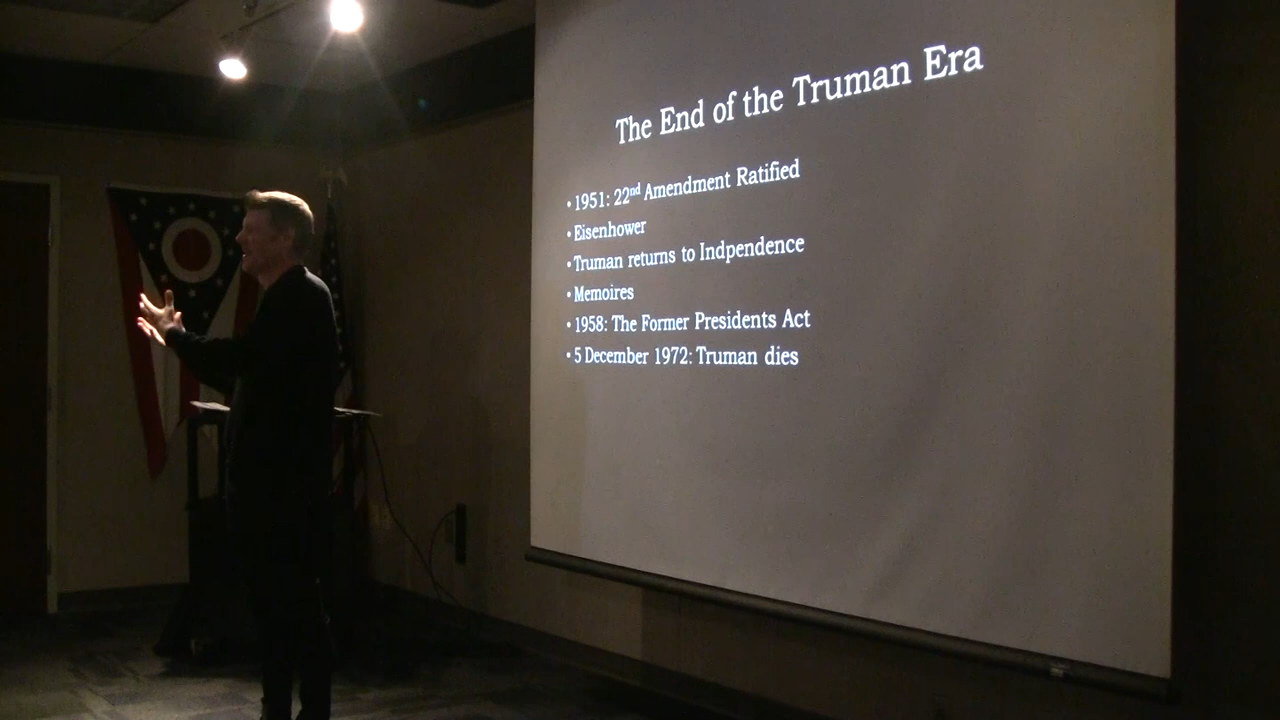 The End of the Truman Era
• 1951: 22nd Amendment Ratified
• Eisenhower
• Truman returns to Indpendence
• Memoires
• 1958: The Former Presidents Act
• 5 December 1972: Truman dies